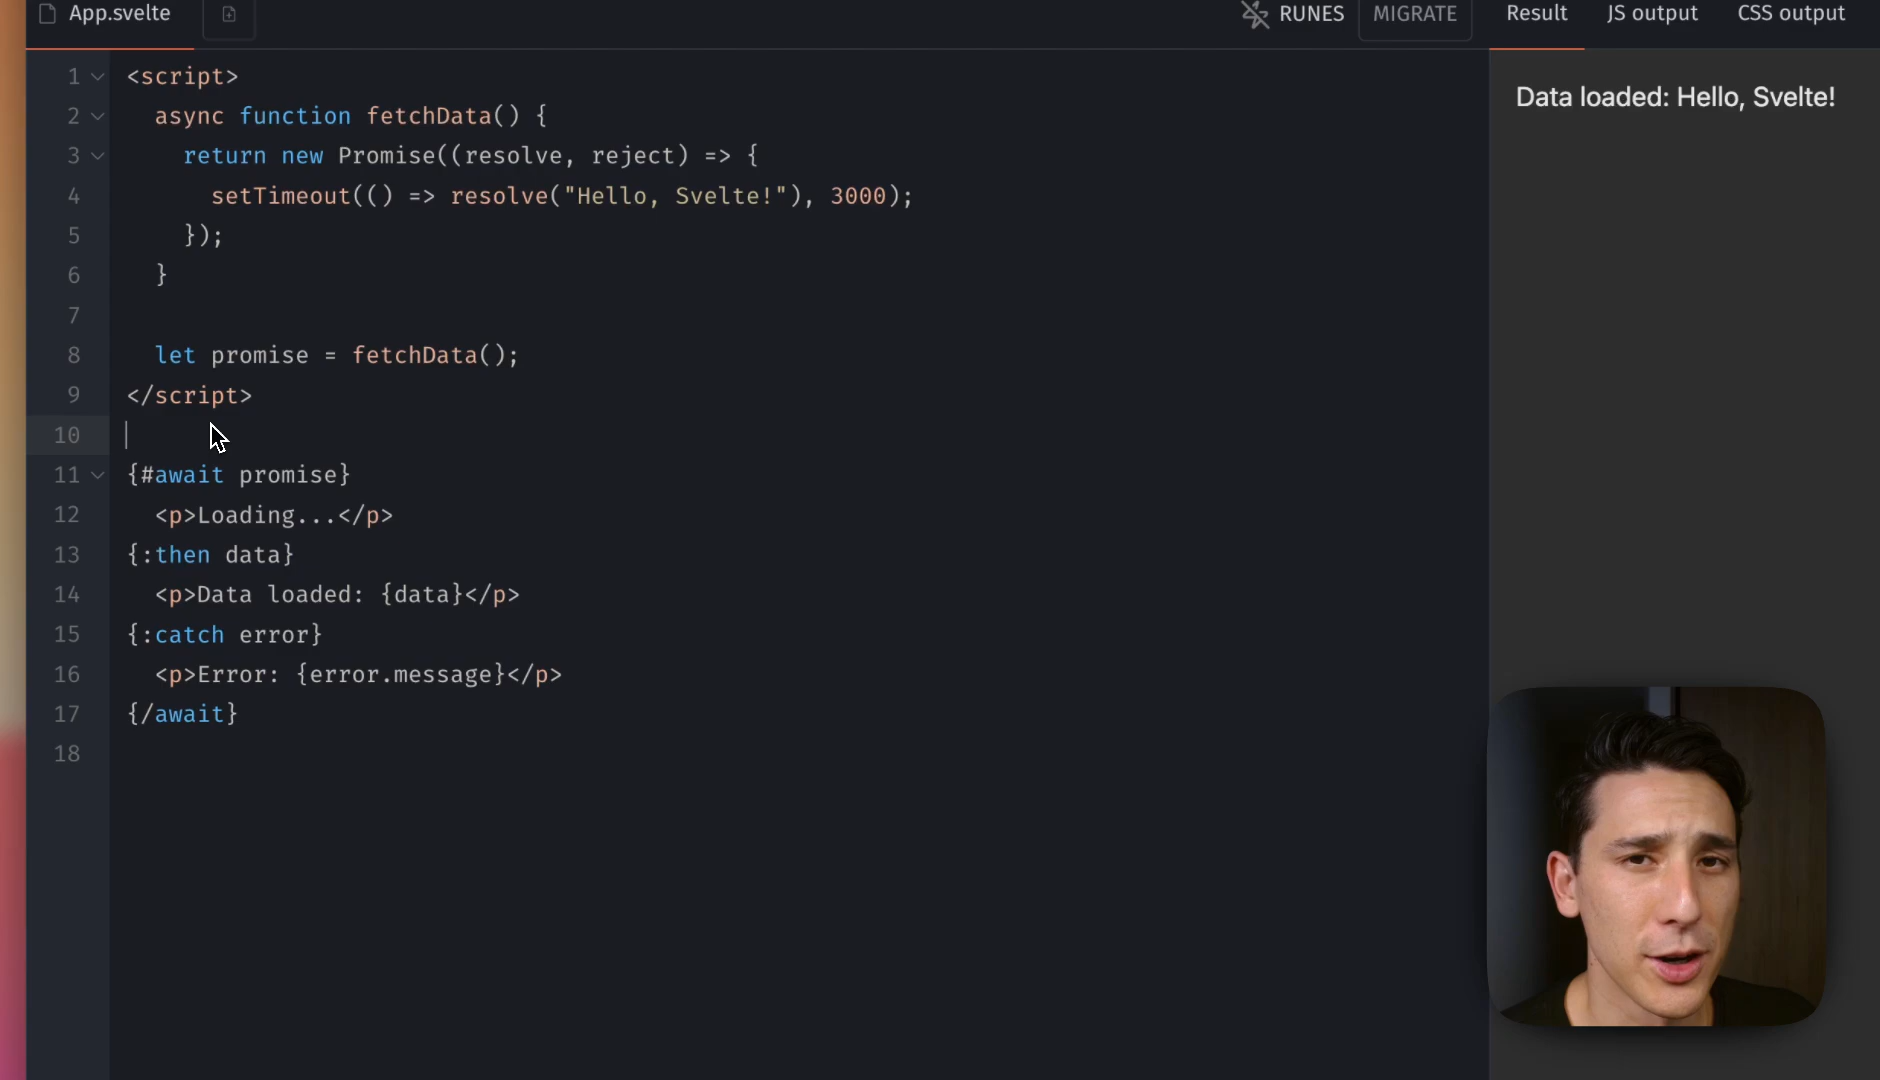 App.svelte
RUNES
MIGRATE
Result
JS output
CSS output
1 <script>
2   async function fetchData() {
3     return new Promise((resolve, reject) => {
4       setTimeout(() => resolve("Hello, Svelte!"), 3000);
5     });
6   }
7
8   let promise = fetchData();
9 </script>
10
11 {#await promise}
12   <p>Loading...</p>
13 {:then data}
14   <p>Data loaded: {data}</p>
15 {:catch error}
16   <p>Error: {error.message}</p>
17 {/await}
18
Data loaded: Hello, Svelte!